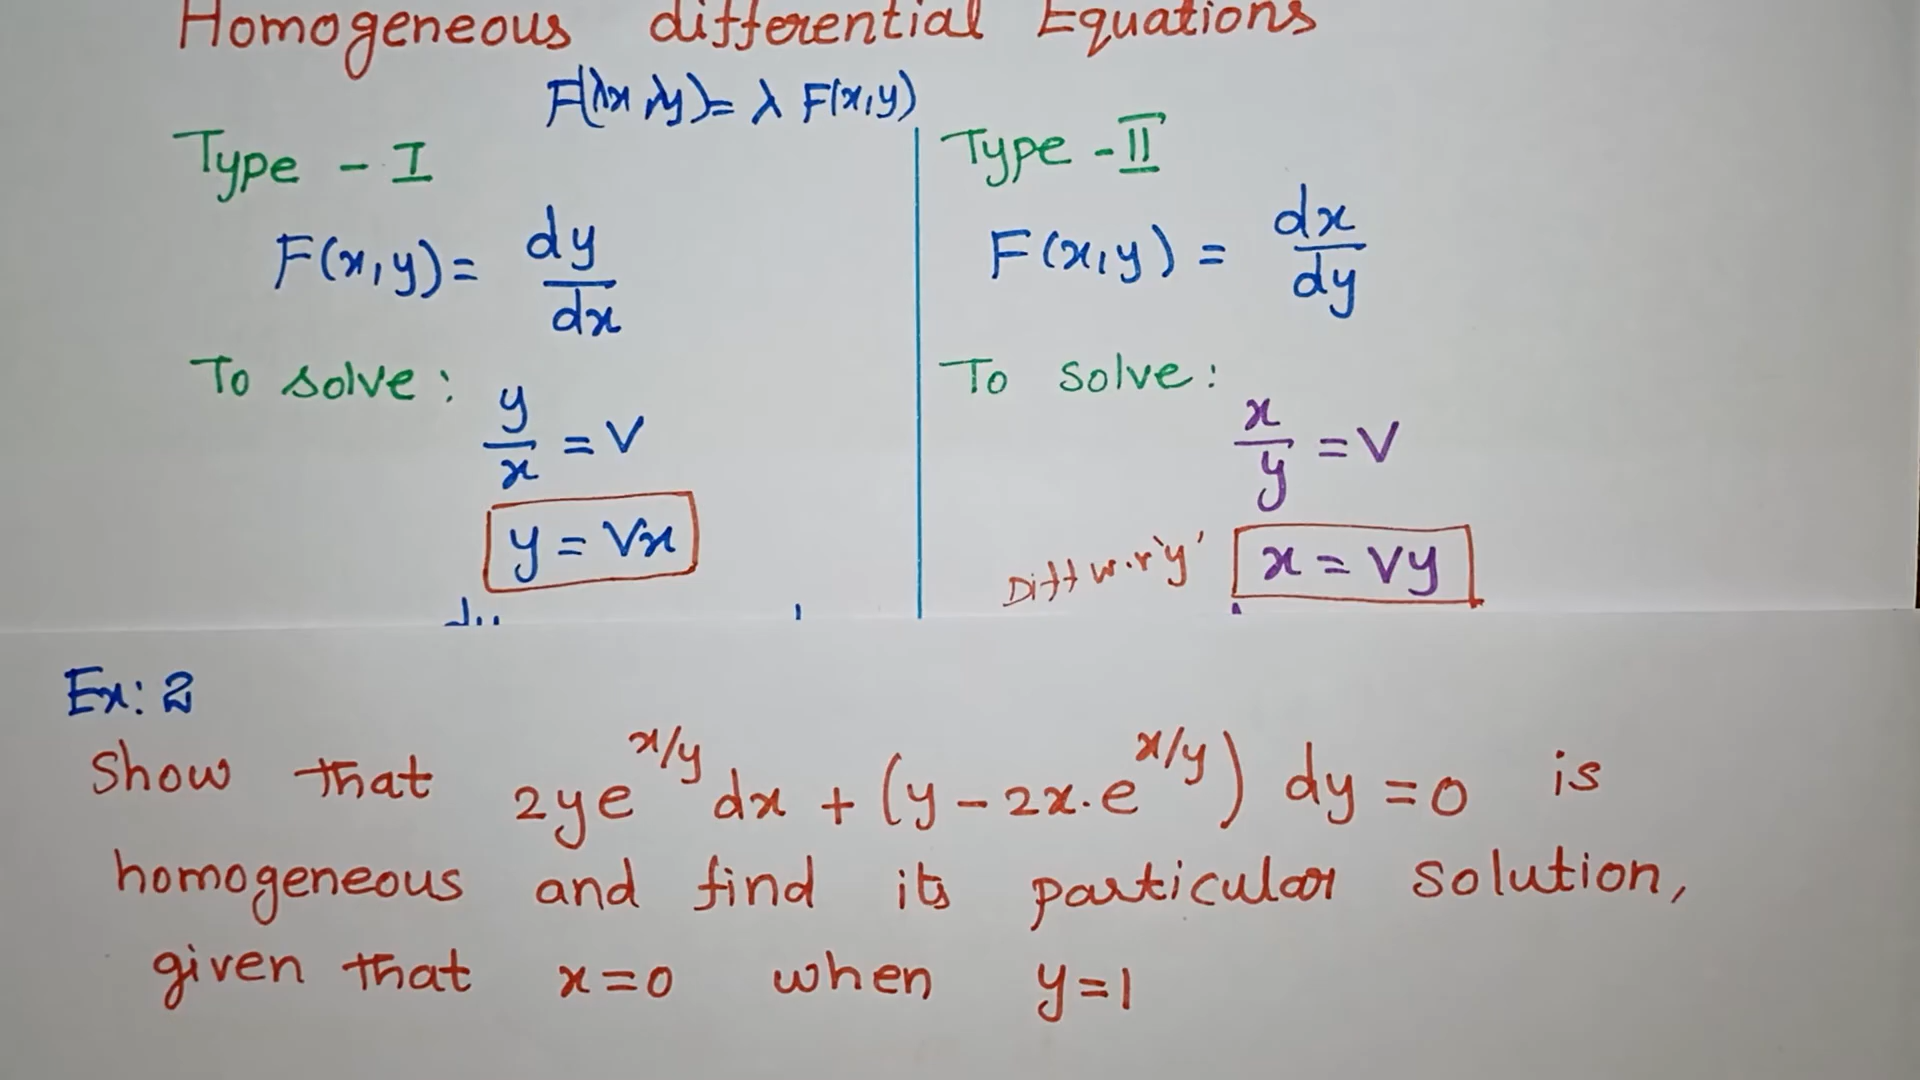 Homogeneous differential Equations
F(λx, λy) = λ F(x,y)
Type - I
F(x,y) = dy/dx
To solve:
y/x = V
y = Vx
Type - II
F(x,y) = dx/dy
To solve:
x/y = V
Diff w.r 'y' x = Vy
Ex: 2
Show that 2ye^x/y dx + (y - 2x.e^x/y) dy = 0 is
homogeneous and find its particular solution,
given that x=0 when y=1